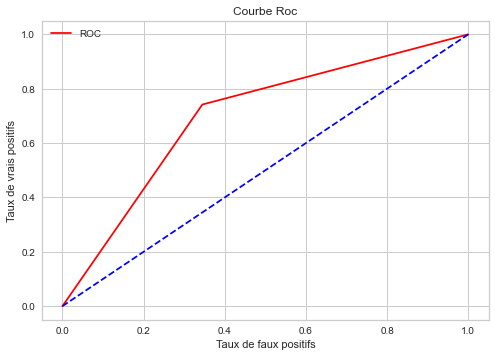 Courbe Roc
ROC
1.0
0.8
0.6
0.4
0.2
0.0
Taux de vrais positifs
0.0 0.2 0.4 0.6 0.8 1.0
Taux de faux positifs